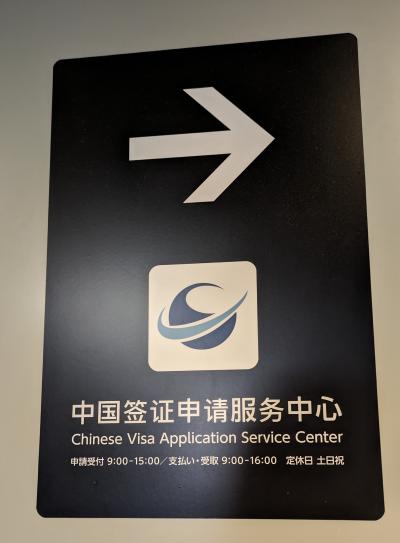 中国签证申请服务中心
Chinese Visa Application Service Center
申請受付 9:00-15:00／支払い・受取 9:00-16:00　定休日 土日祝